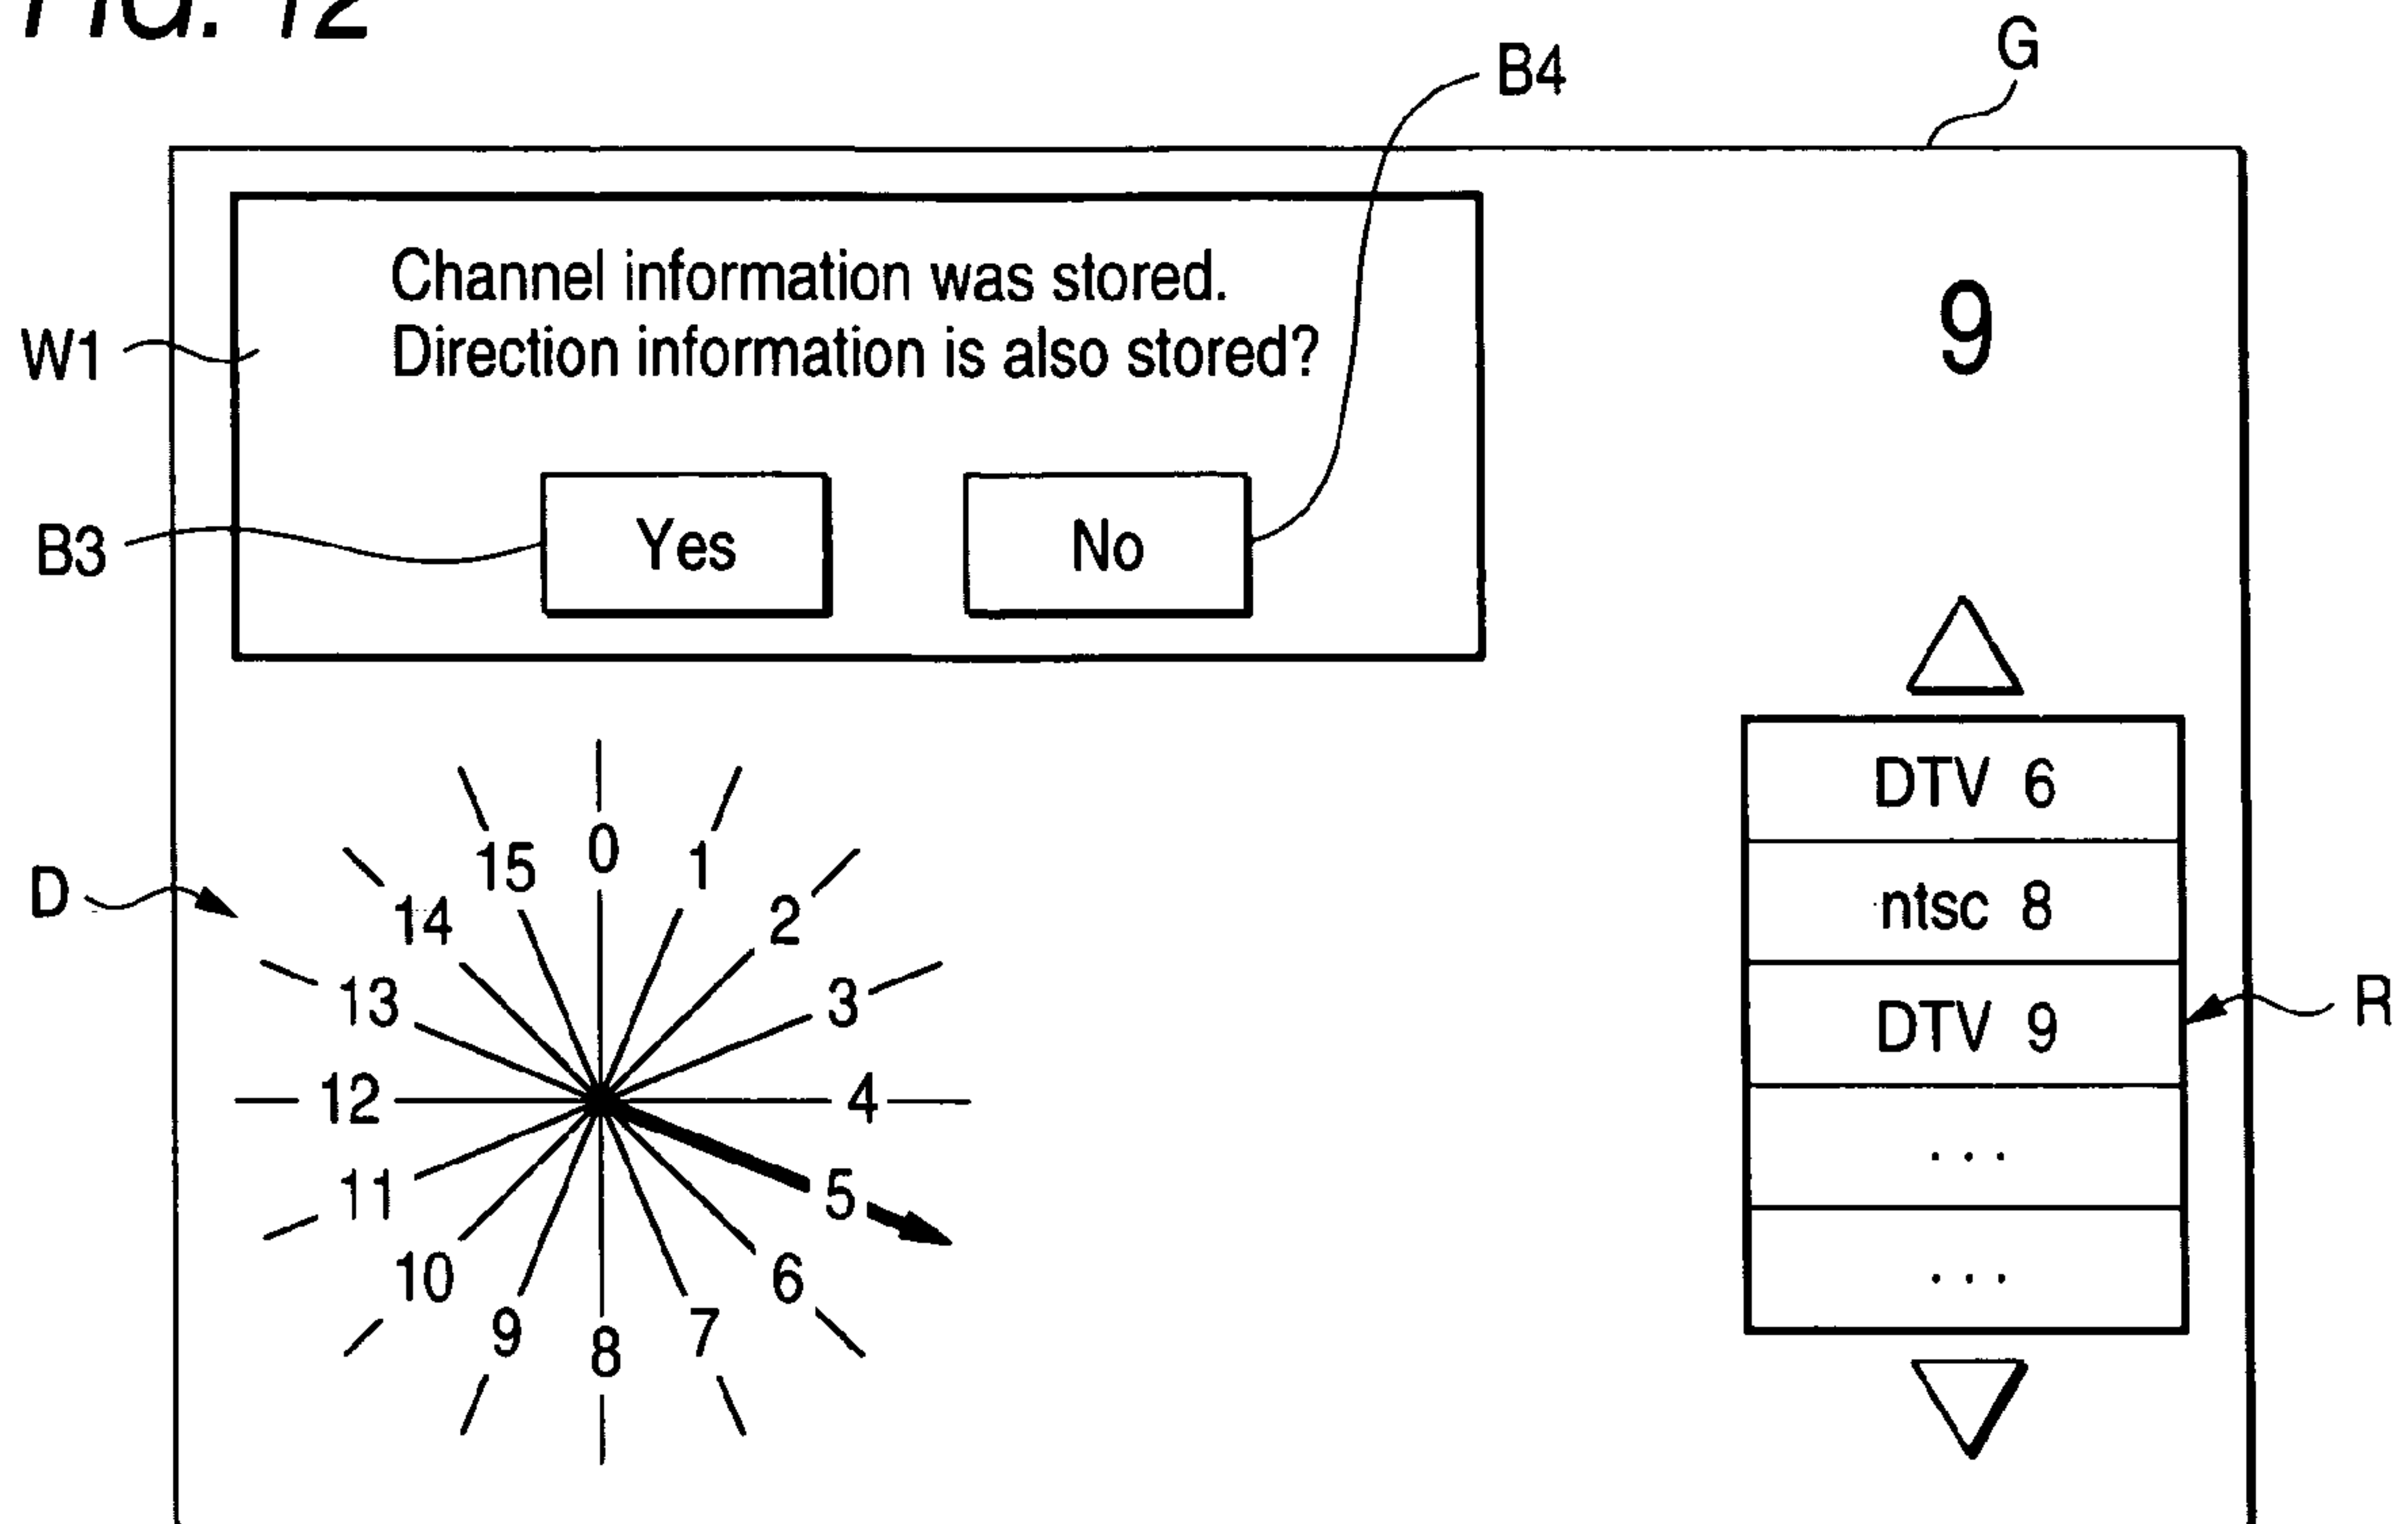 FIG. 12
B4
G
Channel information was stored.
Direction information is also stored?
W1
9
B3
Yes
No
D
0
1
2
3
4
5
6
7
8
9
10
11
12
13
14
15
DTV 6
ntsc 8
DTV 9
...
...
R